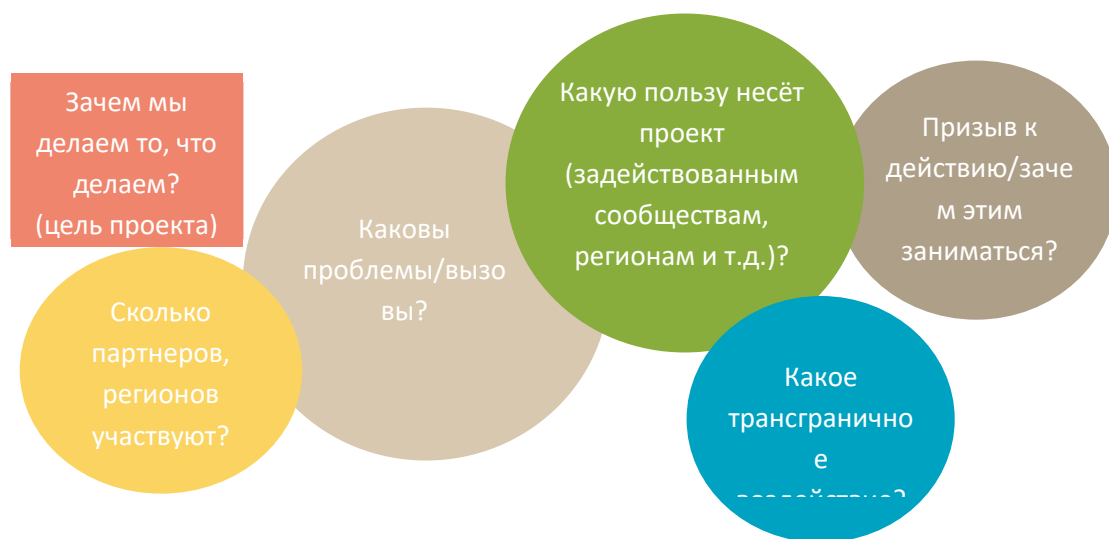 Зачем мы
делаем то, что
делаем?
(цель проекта)
Сколько
партнеров,
регионов
участвуют?
Каковы
проблемы/вызо
вы?
Какую пользу несёт
проект
(задействованным
сообществам,
регионам и т.д.)?
Какое
трансгранично
е
воздействие?
Призыв к
действию/заче
м этим
заниматься?